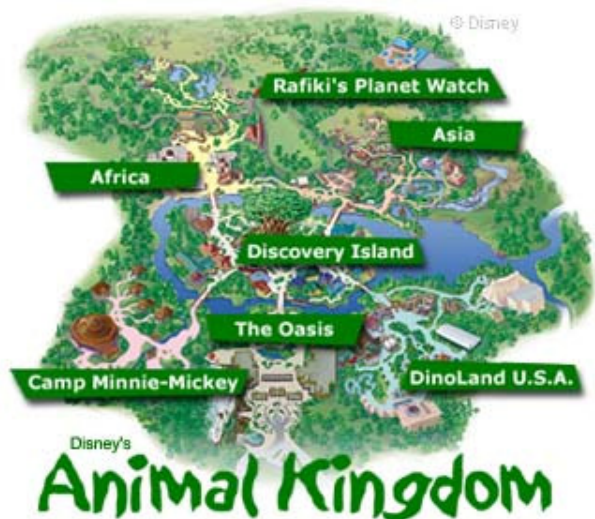 © Disney
Rafiki's Planet Watch
Asia
Africa
Discovery Island
The Oasis
Camp Minnie-Mickey
DinoLand U.S.A.
Disney's
Animal Kingdom